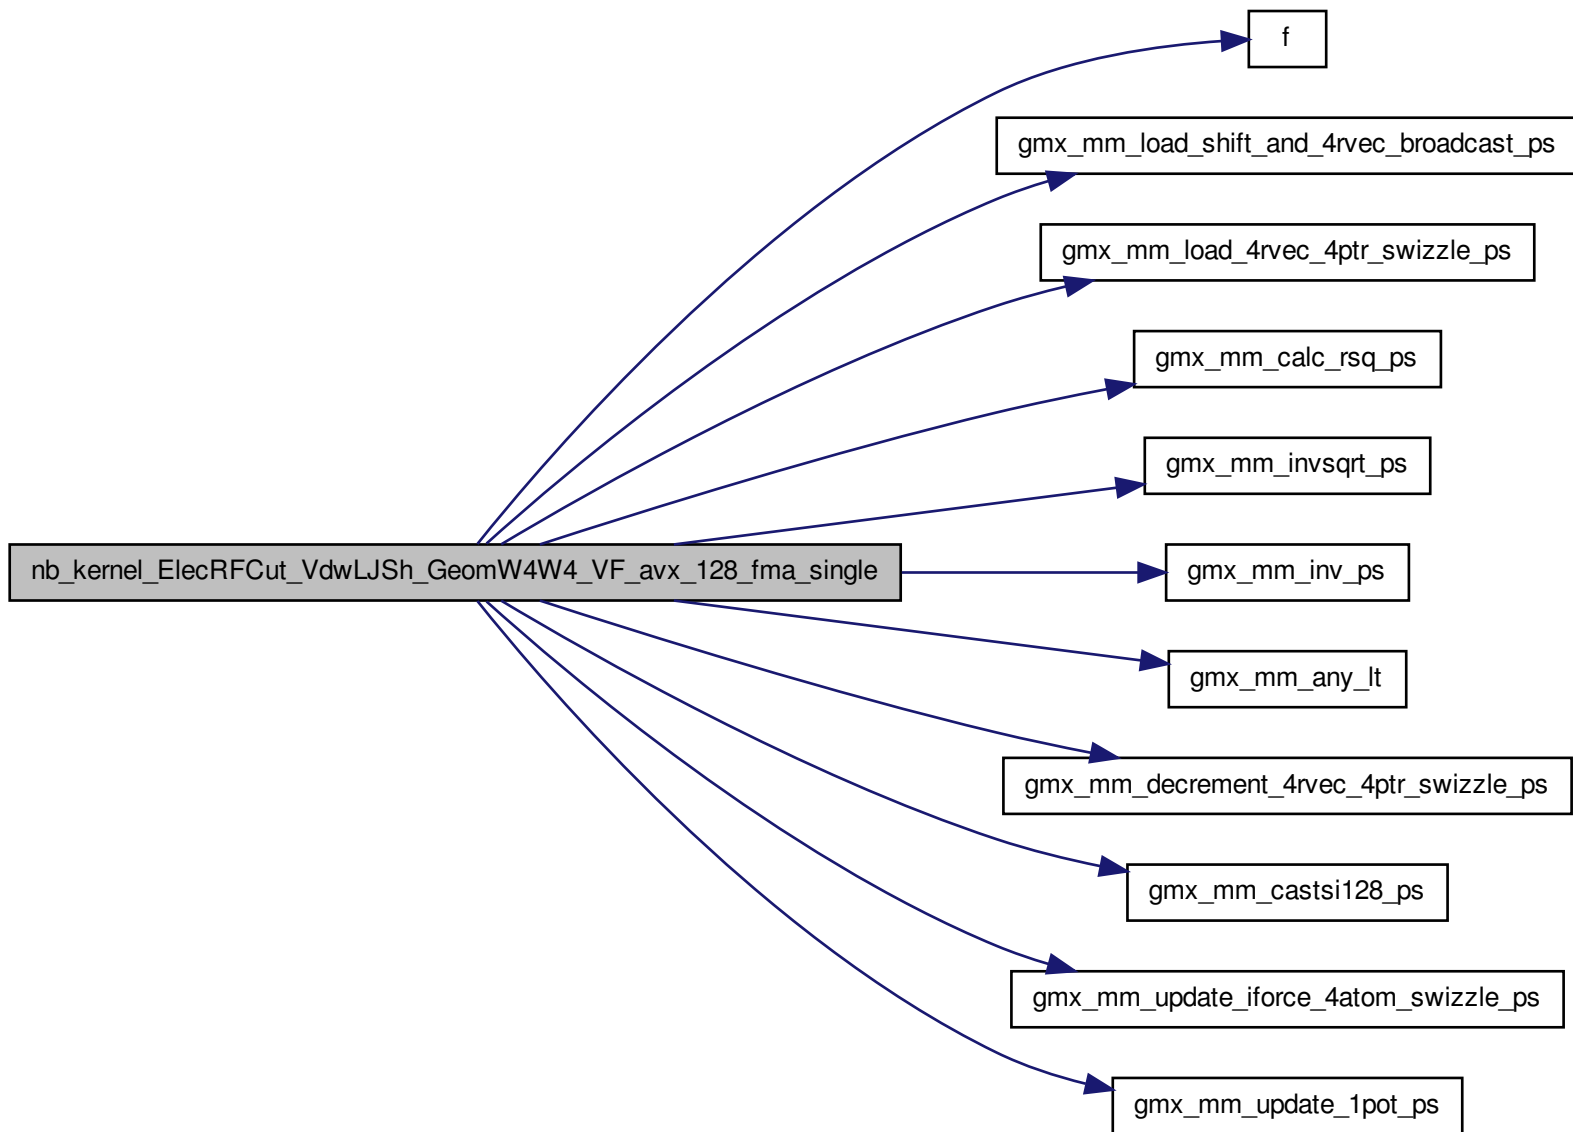 f
gmx_mm_load_shift_and_4rvec_broadcast_ps
gmx_mm_load_4rvec_4ptr_swizzle_ps
gmx_mm_calc_rsq_ps
gmx_mm_invsqrt_ps
nb_kernel_ElecRFCut_VdwLJSh_GeomW4W4_VF_avx_128_fma_single
gmx_mm_inv_ps
gmx_mm_any_lt
gmx_mm_decrement_4rvec_4ptr_swizzle_ps
gmx_mm_castsi128_ps
gmx_mm_update_iforce_4atom_swizzle_ps
gmx_mm_update_1pot_ps